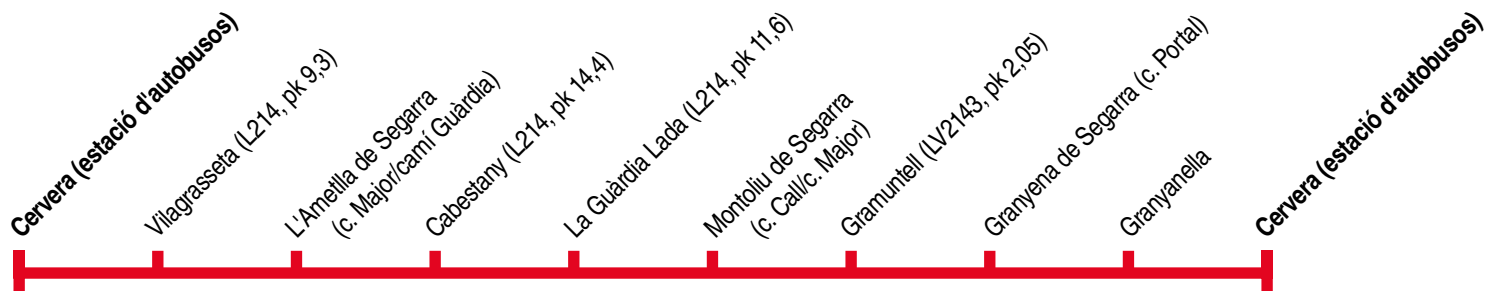 Cervera (estació d'autobusos)
Vilagrasseta (L214, pk 9,3)
L'Ametlla de Segarra
(c. Major/camí Guàrdia)
Cabestany (L214, pk 14,4)
La Guàrdia Lada (L214, pk 11,6)
Montoliu de Segarra
(c. Call/c. Major)
Gramuntell (LV2143, pk 2,05)
Granyena de Segarra (c. Portal)
Granyanella
Cervera (estació d'autobusos)